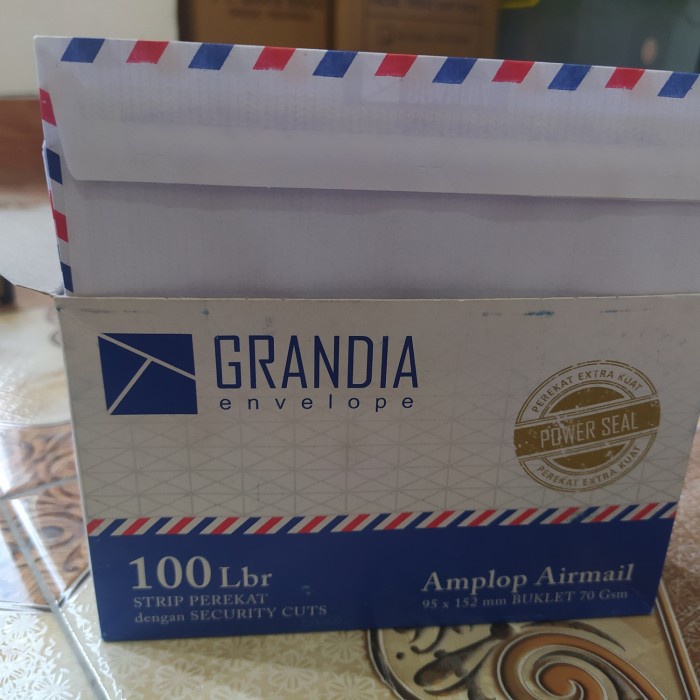 GRANDIA
envelope
PEREKAT EXTRA KUAT
POWER SEAL
PEREKAT EXTRA KUAT
100 Lbr
STRIP PEREKAT
dengan SECURITY CUTS
Amplop Airmail
95 x 152 mm BUKLET 70 Gsm